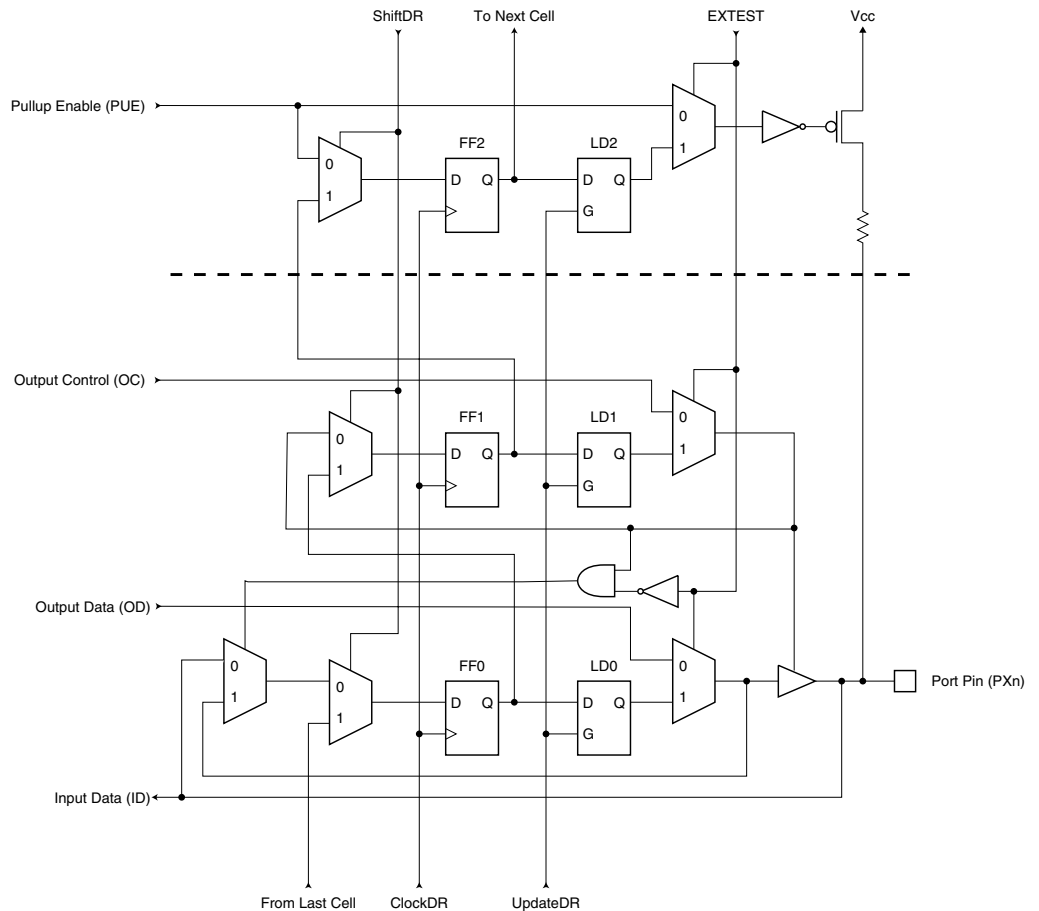 ShiftDR
To Next Cell
EXTEST
Vcc
Pullup Enable (PUE)
0
1
FF2
D Q
LD2
D Q
G
0
1
Output Control (OC)
0
1
FF1
D Q
LD1
D Q
G
0
1
Output Data (OD)
0
1
0
1
FF0
D Q
LD0
D Q
G
0
1
Port Pin (PXn)
Input Data (ID)
From Last Cell
ClockDR
UpdateDR